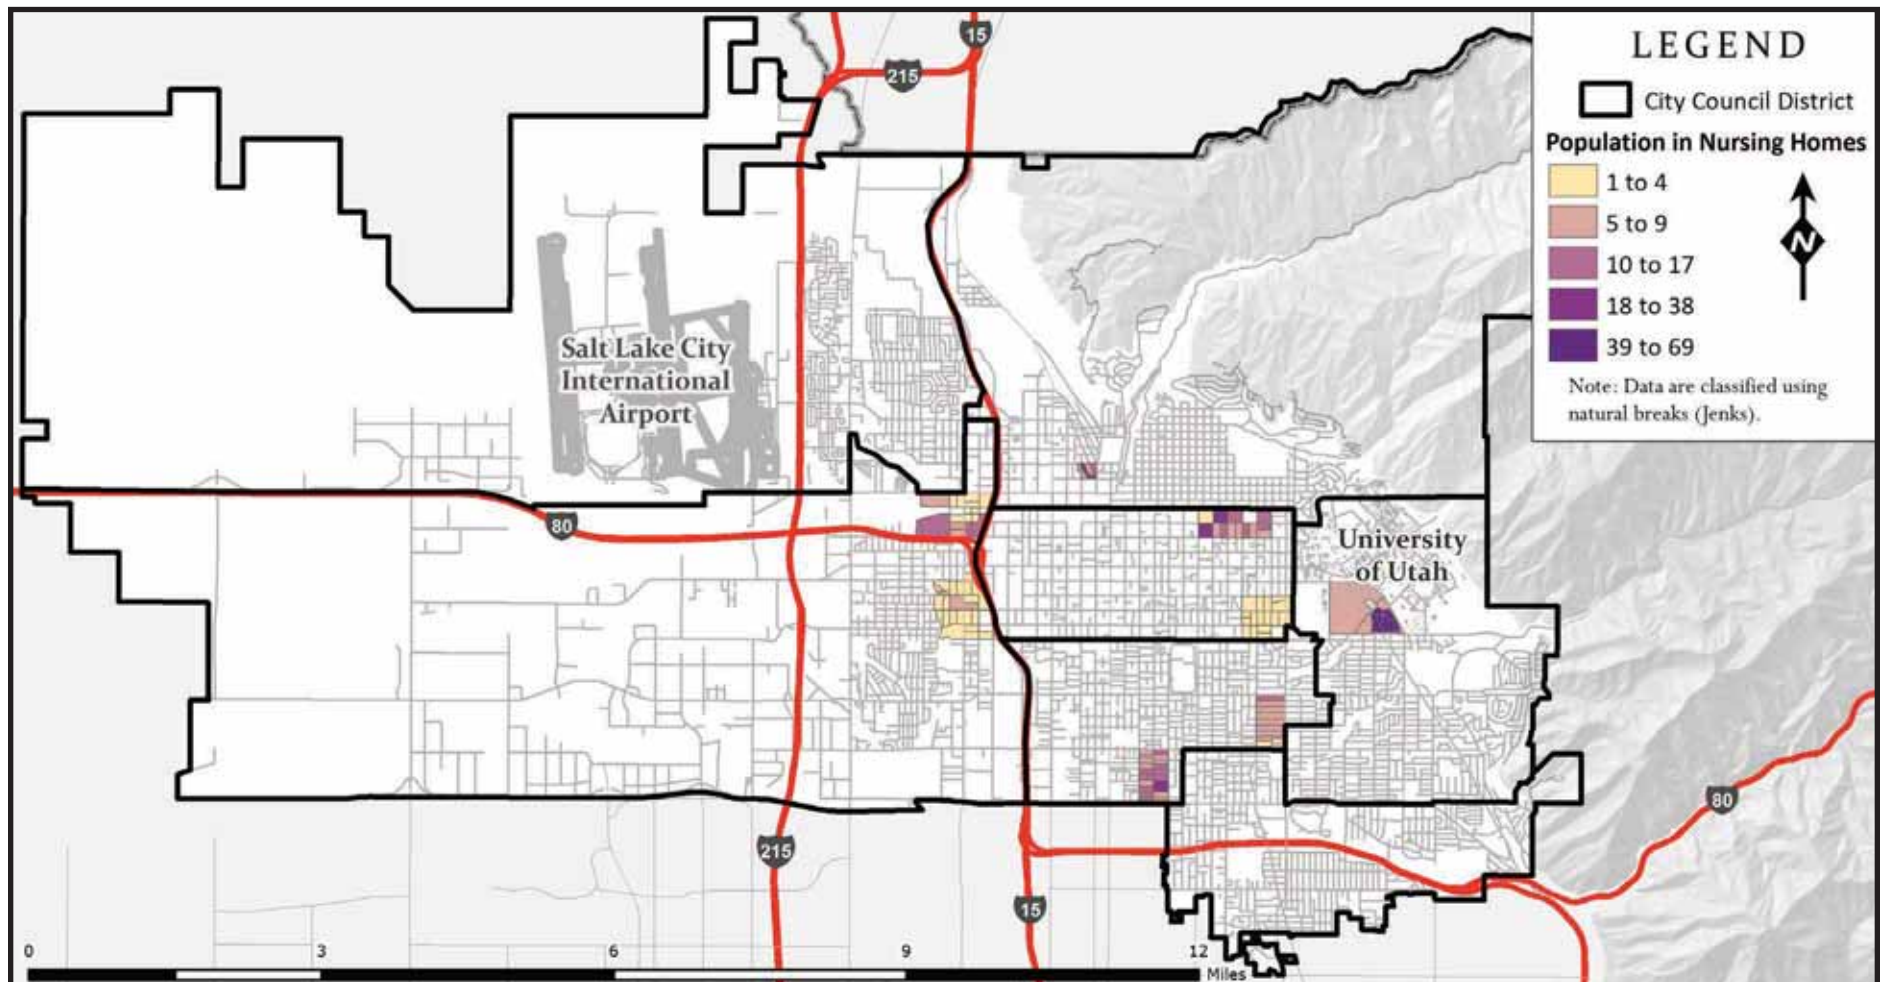 15
215
LEGEND
City Council District
Population in Nursing Homes
1 to 4
5 to 9
10 to 17
18 to 38
39 to 69
N
Note: Data are classified using
natural breaks (Jenks).
Salt Lake City
International
Airport
80
University
of Utah
80
215
15
0 3 6 9 12
Miles